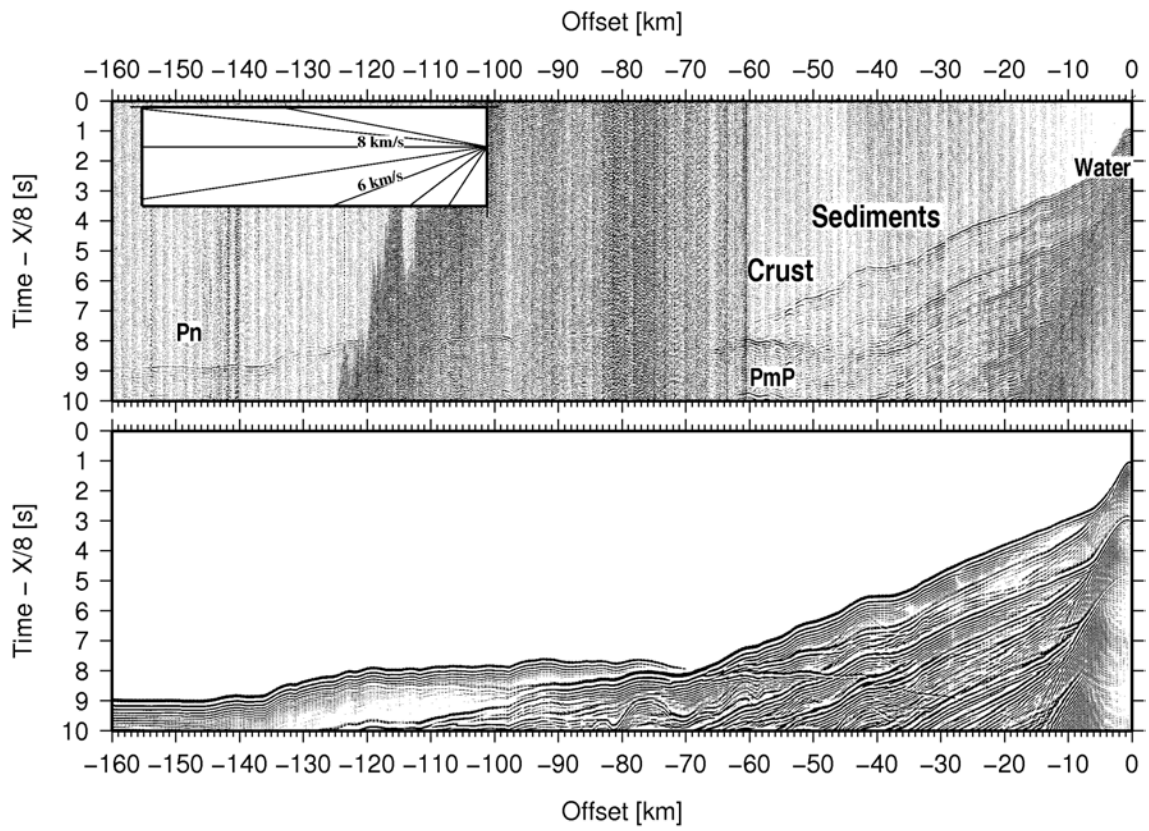 Offset [km]
−160 −150 −140 −130 −120 −110 −100 −90 −80 −70 −60 −50 −40 −30 −20 −10 0
Time − X/8 [s]
0
1
2
3
4
5
6
7
8
9
10
8 km/s
6 km/s
Water
Sediments
Crust
Pn
PmP
Time − X/8 [s]
0
1
2
3
4
5
6
7
8
9
10
−160 −150 −140 −130 −120 −110 −100 −90 −80 −70 −60 −50 −40 −30 −20 −10 0
Offset [km]